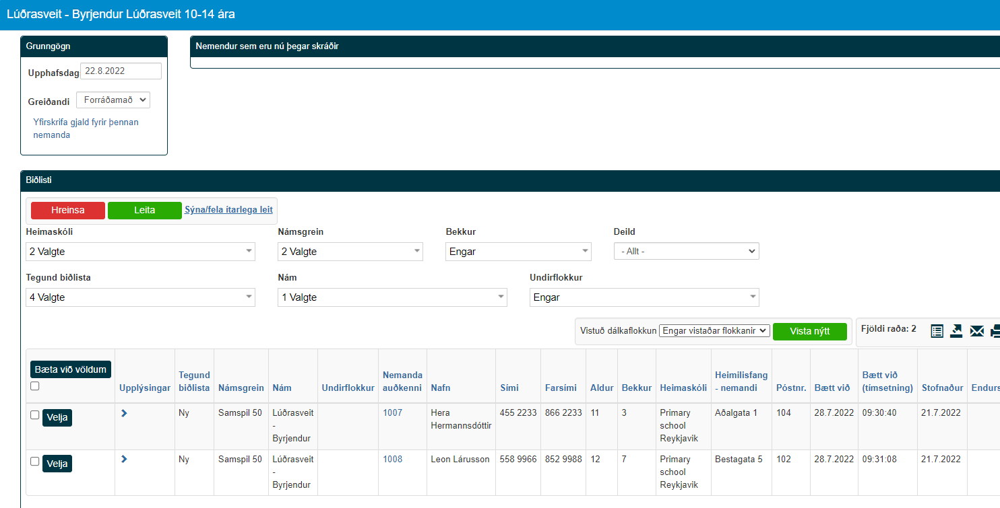 Lúðrasveit - Byrjendur Lúðrasveit 10-14 ára
Grunngögn
Upphafsdag
22.8.2022
Greiðandi
Forráðamað
Yfirskrifa gjald fyrir þennan
nemanda
Nemendur sem eru nú þegar skráðir
Biðlisti
Hreinsa Leita Sýna/fela ítarlega leit
Heimaskóli Námsgrein Bekkur Deild
2 Valgte 2 Valgte Engar - Allt -
Tegund biðlista Nám Undirflokkur
4 Valgte 1 Valgte Engar
Vistuð dálkaflokkun Engar vistaðar flokkanir Vista nýtt Fjöldi raða: 2
Bæta við völdum
Upplýsingar
Tegund
biðlista
Námsgrein
Nám
Undirflokkur
Nemanda
auðkenni
Nafn
Sími
Farsími
Aldur
Bekkur
Heimaskóli
Heimilisfang
- nemandi
Póstnr.
Bætt við
Bætt við
(tímsetning)
Stofnaður
Endurs
Velja
Ny
Samspil 50
Lúðrasveit
-
Byrjendur
1007
Hera
Hermannsdóttir
455 2233
866 2233
11
3
Primary
school
Reykjavik
Aðalgata 1
104
28.7.2022
09:30:40
21.7.2022
Velja
Ny
Samspil 50
Lúðrasveit
-
Byrjendur
1008
Leon Lárusson
558 9966
852 9988
12
7
Primary
school
Reykjavik
Bestagata 5
102
28.7.2022
09:31:08
21.7.2022